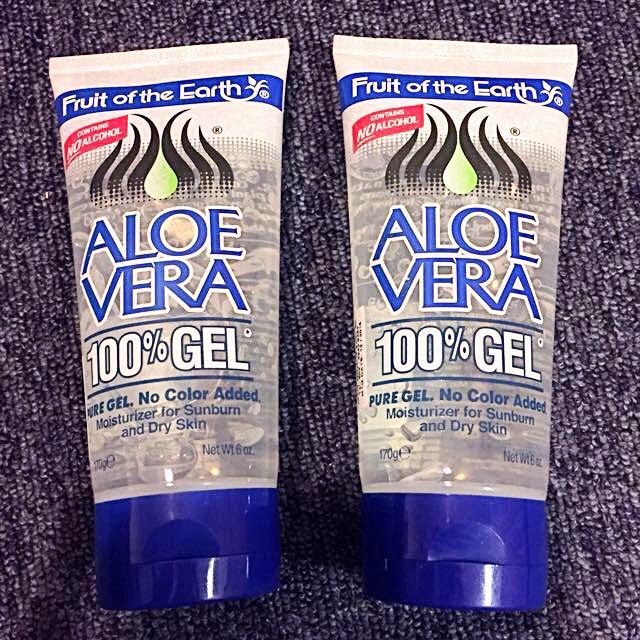 Fruit of the Earth
CONTAINS
NO ALCOHOL
®
ALOE
VERA
100% GEL
PURE GEL. No Color Added
Moisturizer for Sunburn
and Dry Skin
170g℮ Net Wt 6 oz.
Fruit of the Earth
CONTAINS
NO ALCOHOL
®
ALOE
VERA
100% GEL
PURE GEL. No Color Added
Moisturizer for Sunburn
and Dry Skin
170g℮ Net Wt 6 oz.